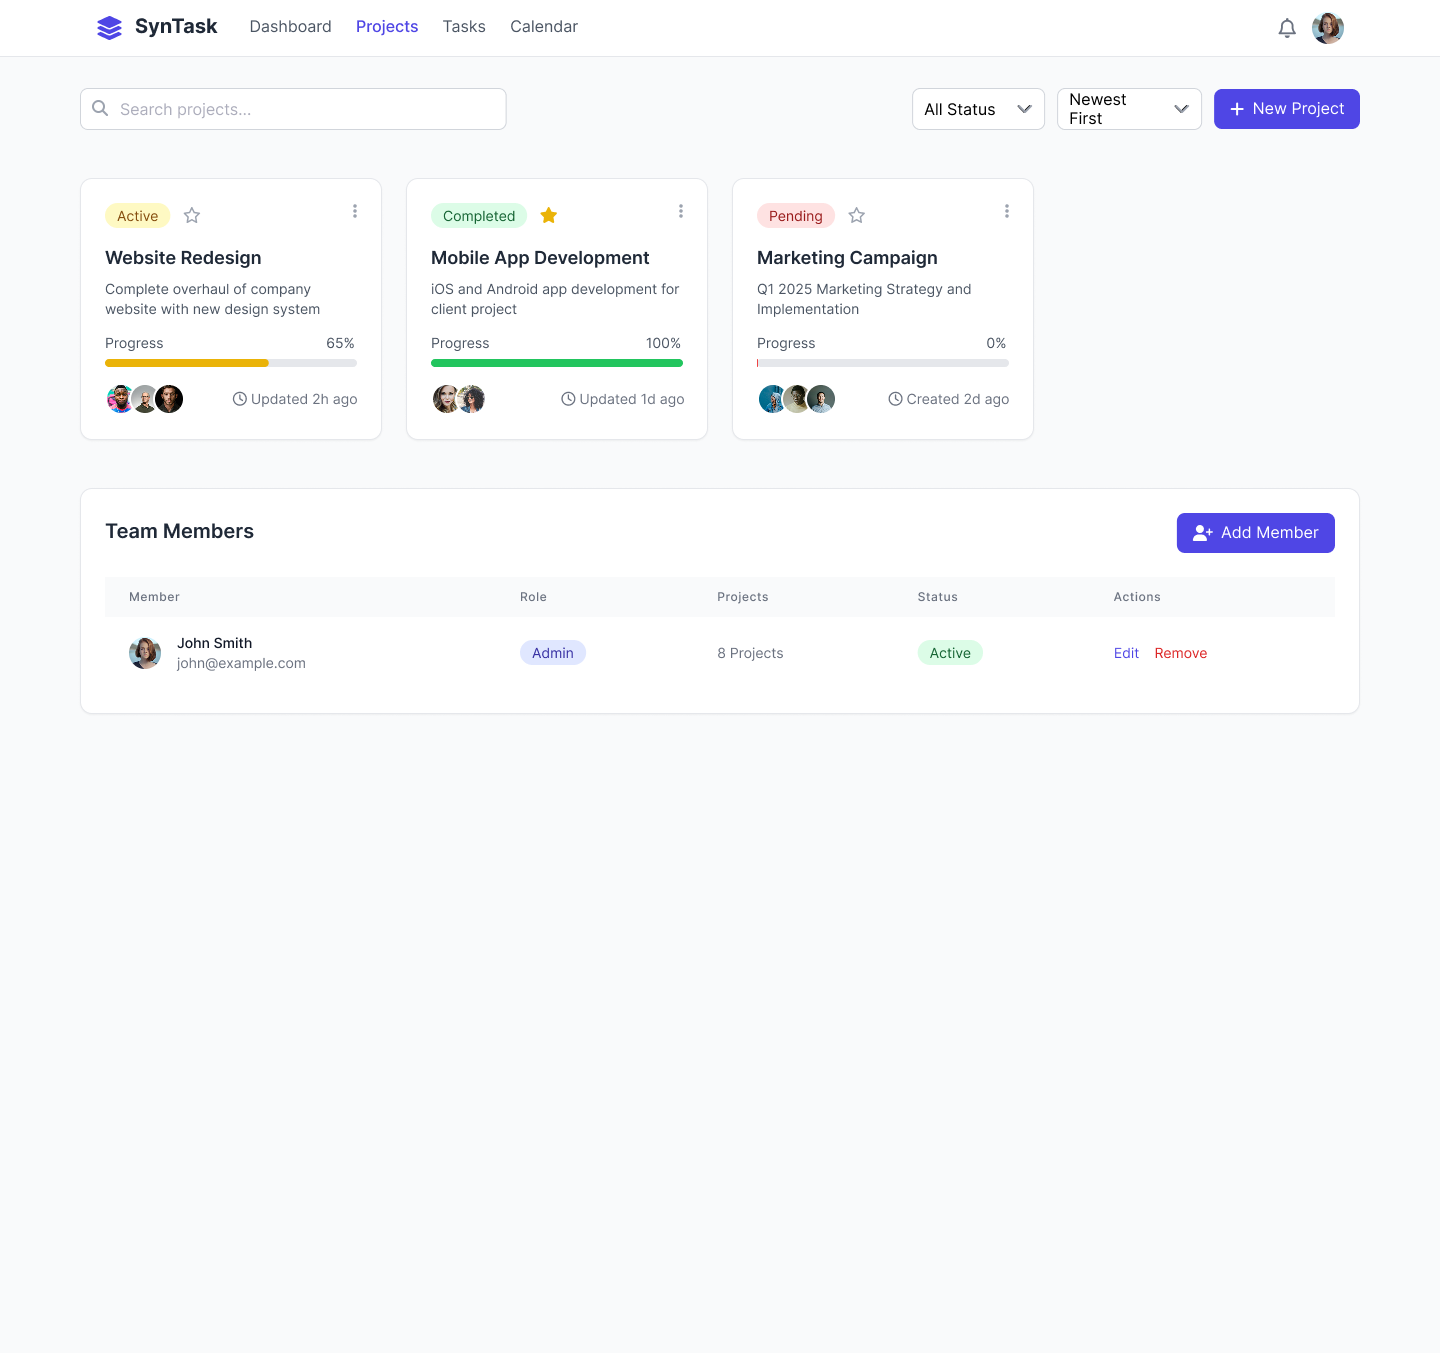 SynTask
Dashboard
Projects
Tasks
Calendar
Search projects...
All Status
Newest
First
New Project
Active
Website Redesign
Complete overhaul of company
website with new design system
Progress 65%
Updated 2h ago
Completed
Mobile App Development
iOS and Android app development for
client project
Progress 100%
Updated 1d ago
Pending
Marketing Campaign
Q1 2025 Marketing Strategy and
Implementation
Progress 0%
Created 2d ago
Team Members
Add Member
Member Role Projects Status Actions
John Smith
john@example.com
Admin
8 Projects
Active
Edit Remove